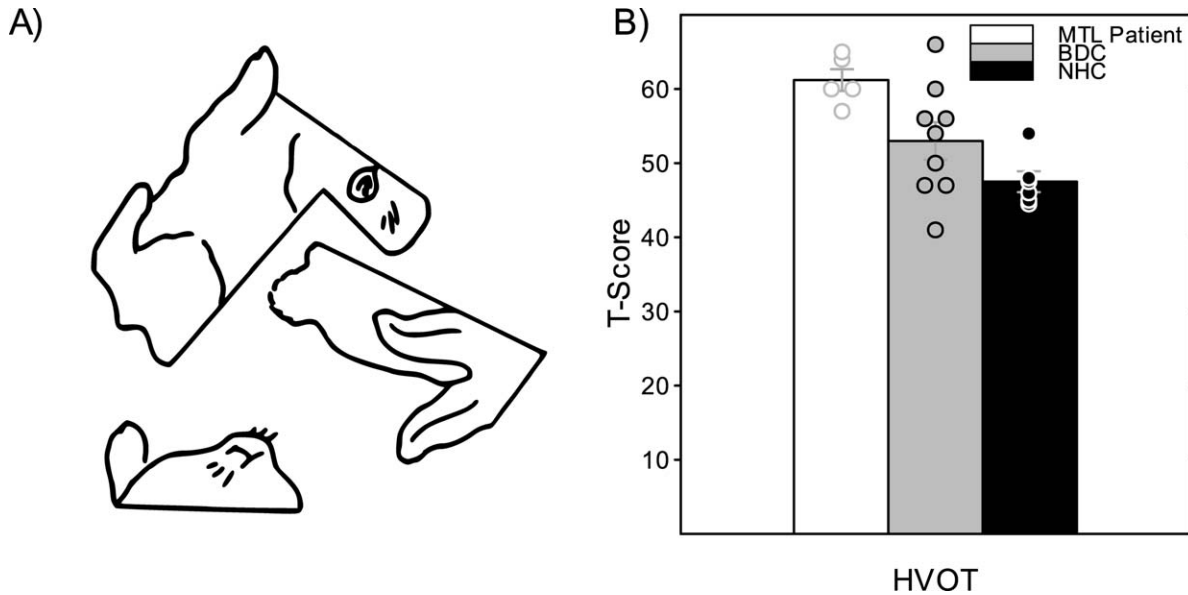 A)
B)
MTL Patient
BDC
NHC
T-Score
60
50
40
30
20
10
HVOT